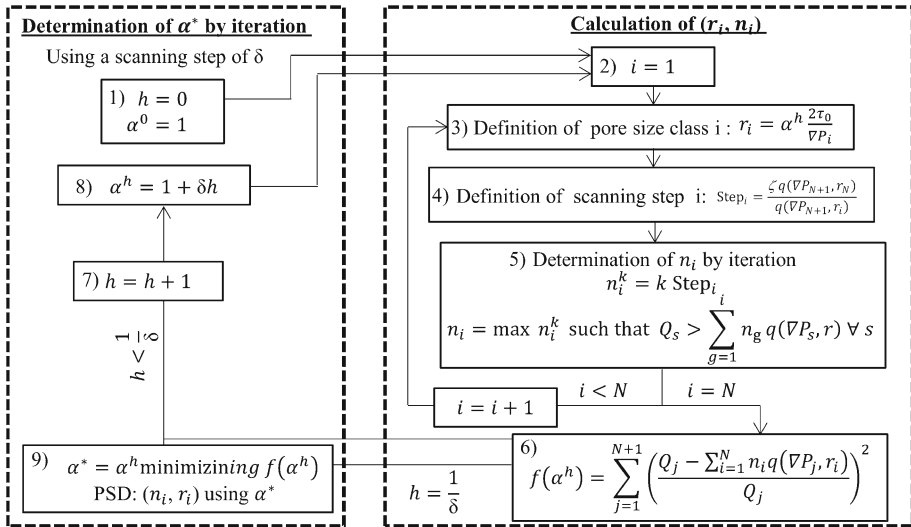 Determination of α* by iteration
Using a scanning step of δ
1) h = 0
α⁰ = 1
8) αʰ = 1 + δh
7) h = h + 1
h < 1/δ
9) α* = αʰ minimizining f(αʰ)
PSD: (nᵢ, rᵢ) using α*
Calculation of (rᵢ, nᵢ)
2) i = 1
3) Definition of pore size class i : rᵢ = αʰ 2τ₀/∇Pᵢ
4) Definition of scanning step i: Stepᵢ = ζq(∇P_{N+1}, r_N)/q(∇P_{N+1}, rᵢ)
5) Determination of nᵢ by iteration
nᵢᵏ = k Stepᵢ
nᵢ = max nᵢᵏ such that Qₛ > ∑_{g=1}^{i} n_g q(∇Pₛ, r) ∀ s
i < N
i = N
i = i + 1
6)
f(αʰ) = ∑_{j=1}^{N+1} ((Qⱼ − ∑_{i=1}^{N} nᵢq(∇Pⱼ, rᵢ))/Qⱼ)²
h = 1/δ